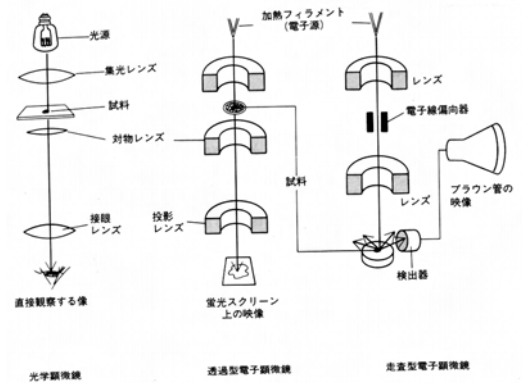 光源
集光レンズ
試料
対物レンズ
接眼
レンズ
直接観察する像
光学顕微鏡
加熱フィラメント
(電子源)
投影
レンズ
蛍光スクリーン
上の映像
透過型電子顕微鏡
試料
レンズ
電子線偏向器
レンズ
ブラウン管の
映像
検出器
走査型電子顕微鏡